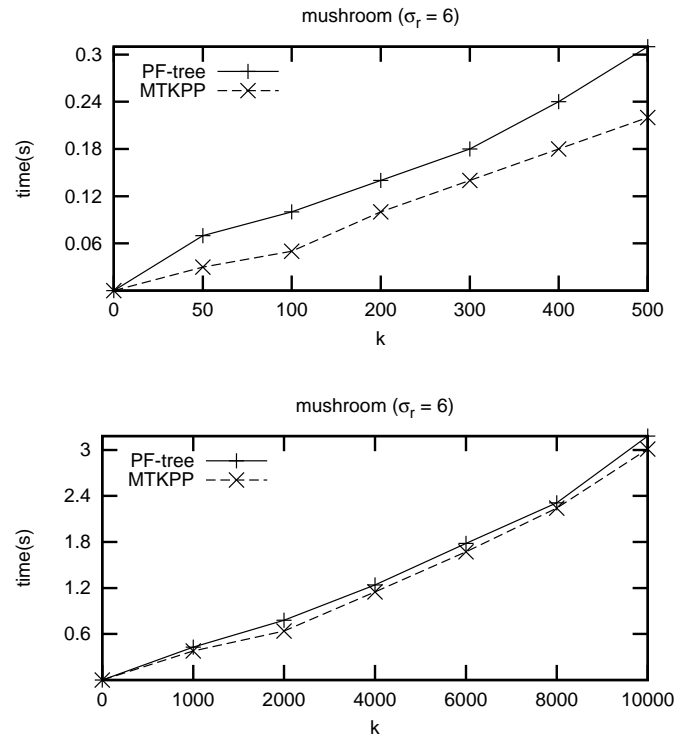 mushroom (σr = 6)
0.3
0.24
0.18
0.12
0.06
time(s)
PF-tree
MTKPP
0 50 100 200 300 400 500
k
mushroom (σr = 6)
3
2.4
1.8
1.2
0.6
time(s)
PF-tree
MTKPP
0 1000 2000 4000 6000 8000 10000
k